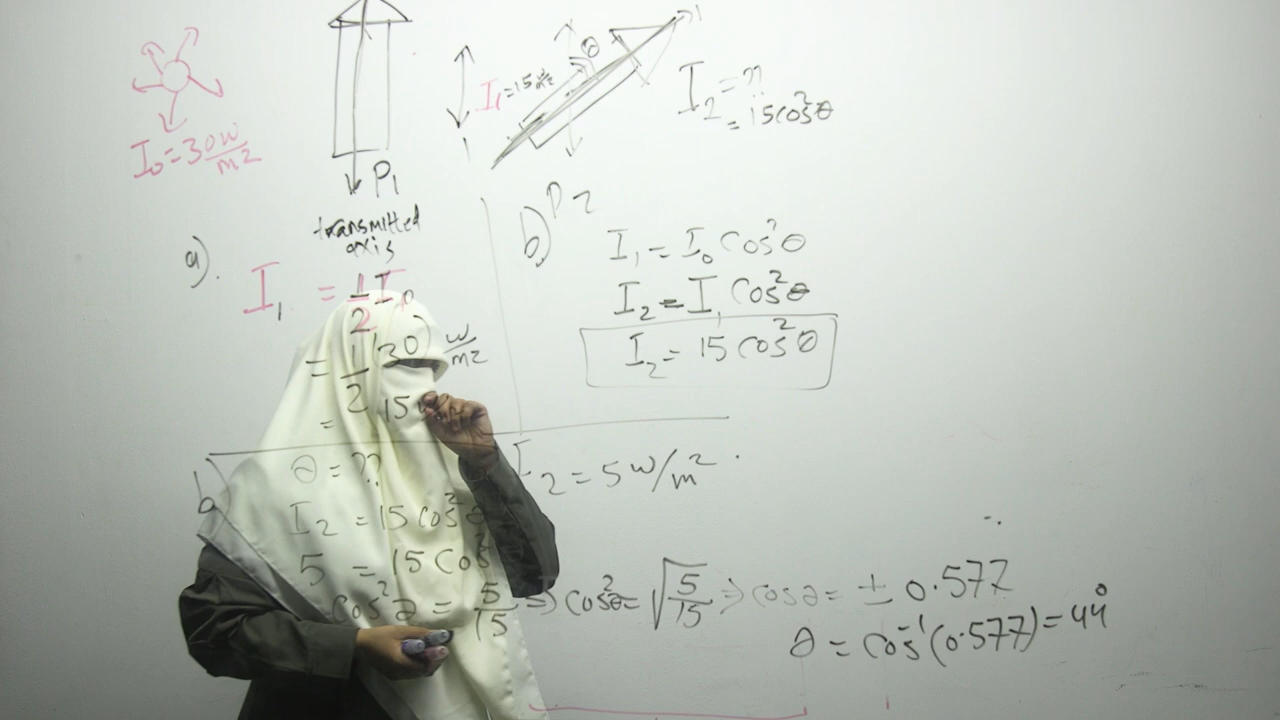 I₀ = 30 w/m2
P1
transmitted
axis
I₁ = 15 w/m2
θ
I₂ = ??
= 15cos²θ
P2
a).
I₁ = 1/2 I₀
= 1/2 (30) w/m2
= 15
b)
I₁ = I₀ Cos²θ
I₂ = I₁ Cos²θ
I₂ = 15 Cos²θ
b
θ = ??
I₂ = 5 w/m²
I₂ = 15 Cos²θ
5 = 15 Cos²
Cos²θ = 5/15 => Cos²θ = √5/15 => cosθ = ± 0.577
θ = Cos⁻¹(0.577) = 44°